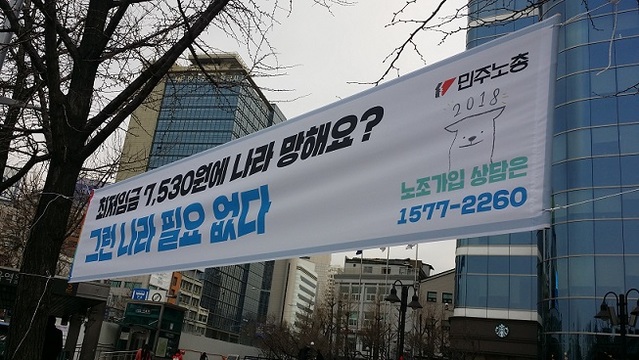 민주노총
2018
최저임금 7,530원에 나라 망해요?
그런 나라 필요 없다
노조가입 상담은
1577-2260